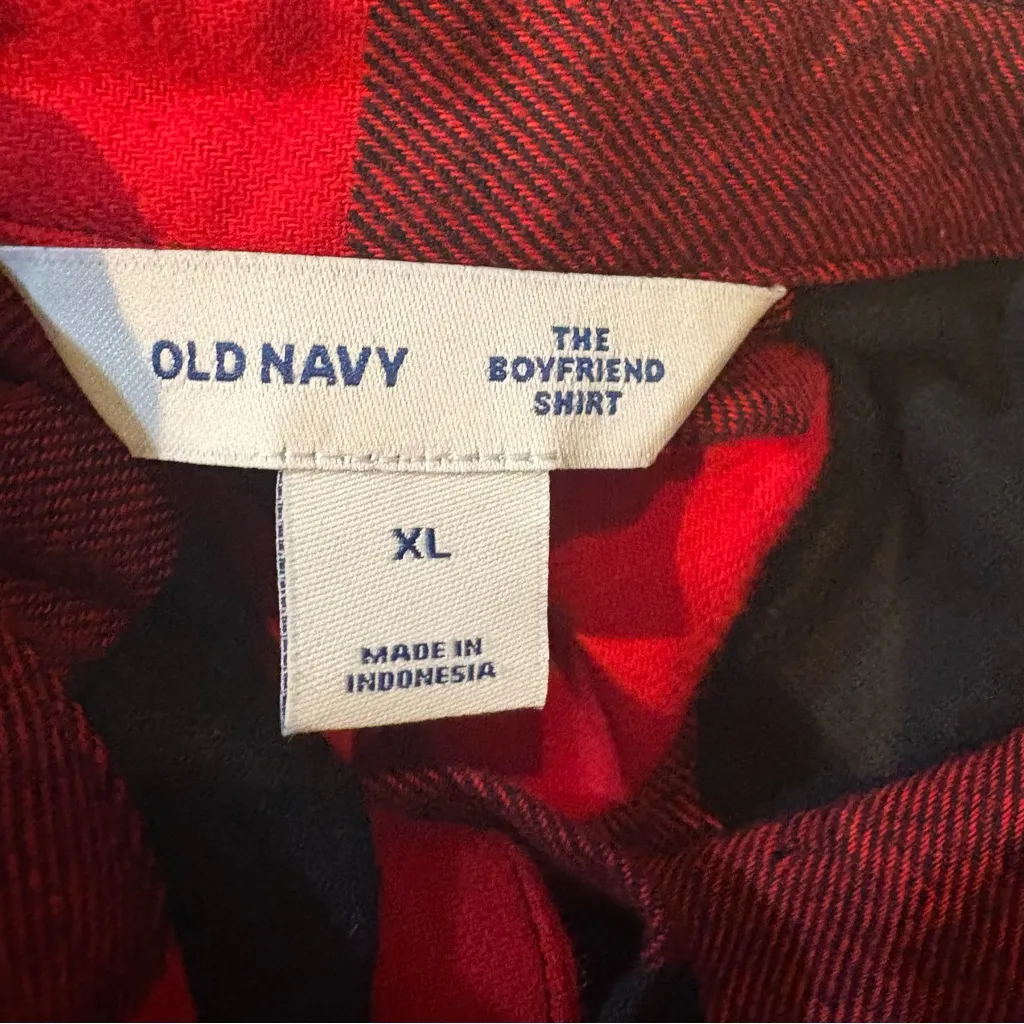 OLD NAVY
THE
BOYFRIEND
SHIRT
XL
MADE IN
INDONESIA